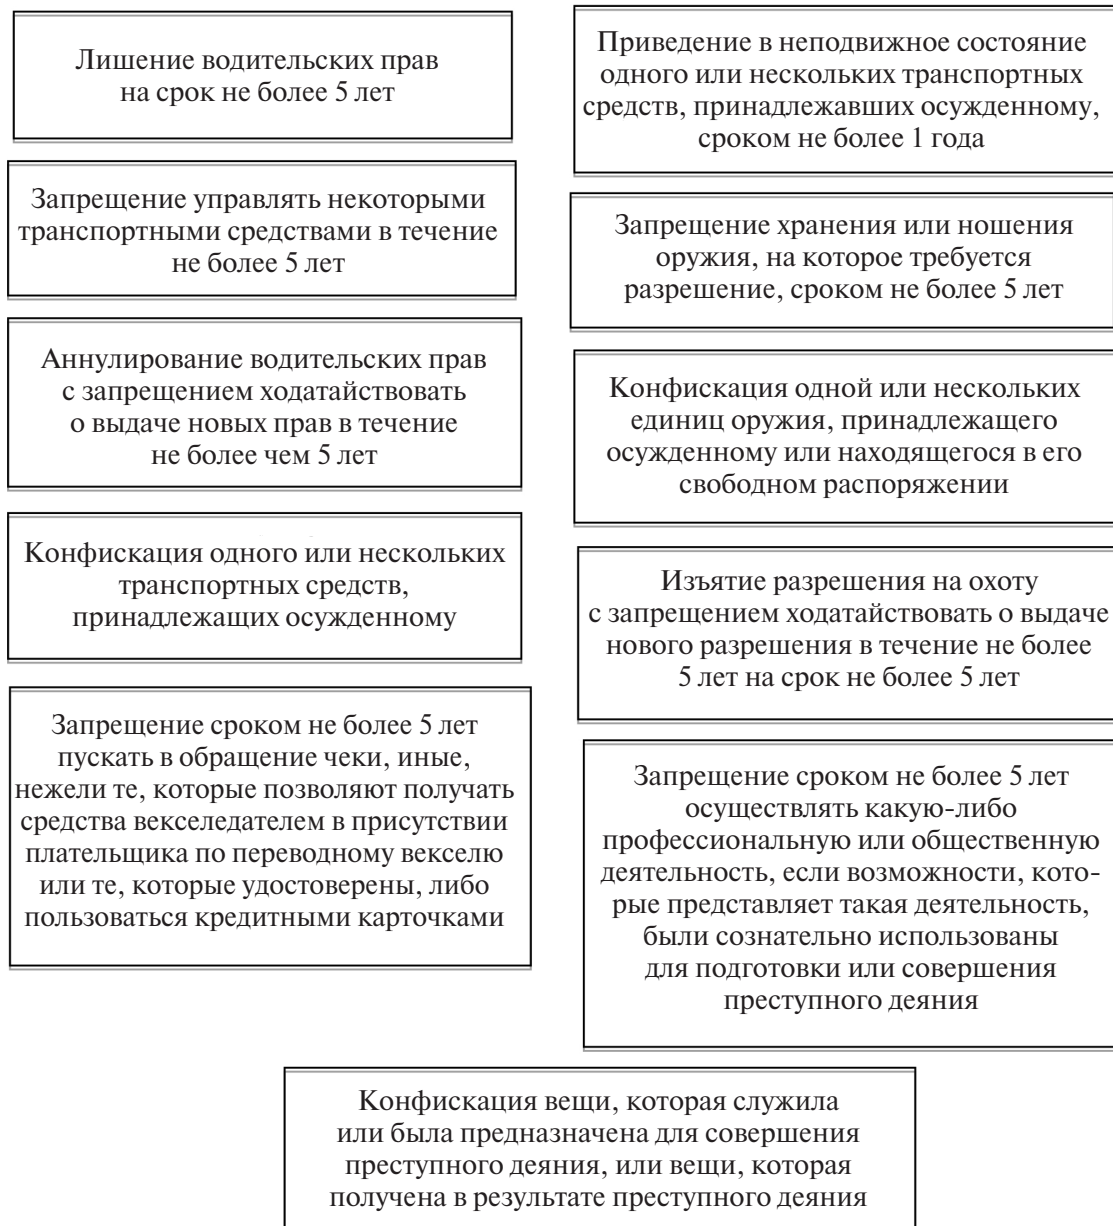 Лишение водительских прав
на срок не более 5 лет
Запрещение управлять некоторыми
транспортными средствами в течение
не более 5 лет
Аннулирование водительских прав
с запрещением ходатайствовать
о выдаче новых прав в течение
не более чем 5 лет
Конфискация одного или нескольких
транспортных средств,
принадлежащих осужденному
Запрещение сроком не более 5 лет
пускать в обращение чеки, иные,
нежели те, которые позволяют получать
средства векселедателем в присутствии
плательщика по переводному векселю
или те, которые удостоверены, либо
пользоваться кредитными карточками
Приведение в неподвижное состояние
одного или нескольких транспортных
средств, принадлежавших осужденному,
сроком не более 1 года
Запрещение хранения или ношения
оружия, на которое требуется
разрешение, сроком не более 5 лет
Конфискация одной или нескольких
единиц оружия, принадлежащего
осужденному или находящегося в его
свободном распоряжении
Изъятие разрешения на охоту
с запрещением ходатайствовать о выдаче
нового разрешения в течение не более
5 лет на срок не более 5 лет
Запрещение сроком не более 5 лет
осуществлять какую-либо
профессиональную или общественную
деятельность, если возможности, кото-
рые представляет такая деятельность,
были сознательно использованы
для подготовки или совершения
преступного деяния
Конфискация вещи, которая служила
или была предназначена для совершения
преступного деяния, или вещи, которая
получена в результате преступного деяния